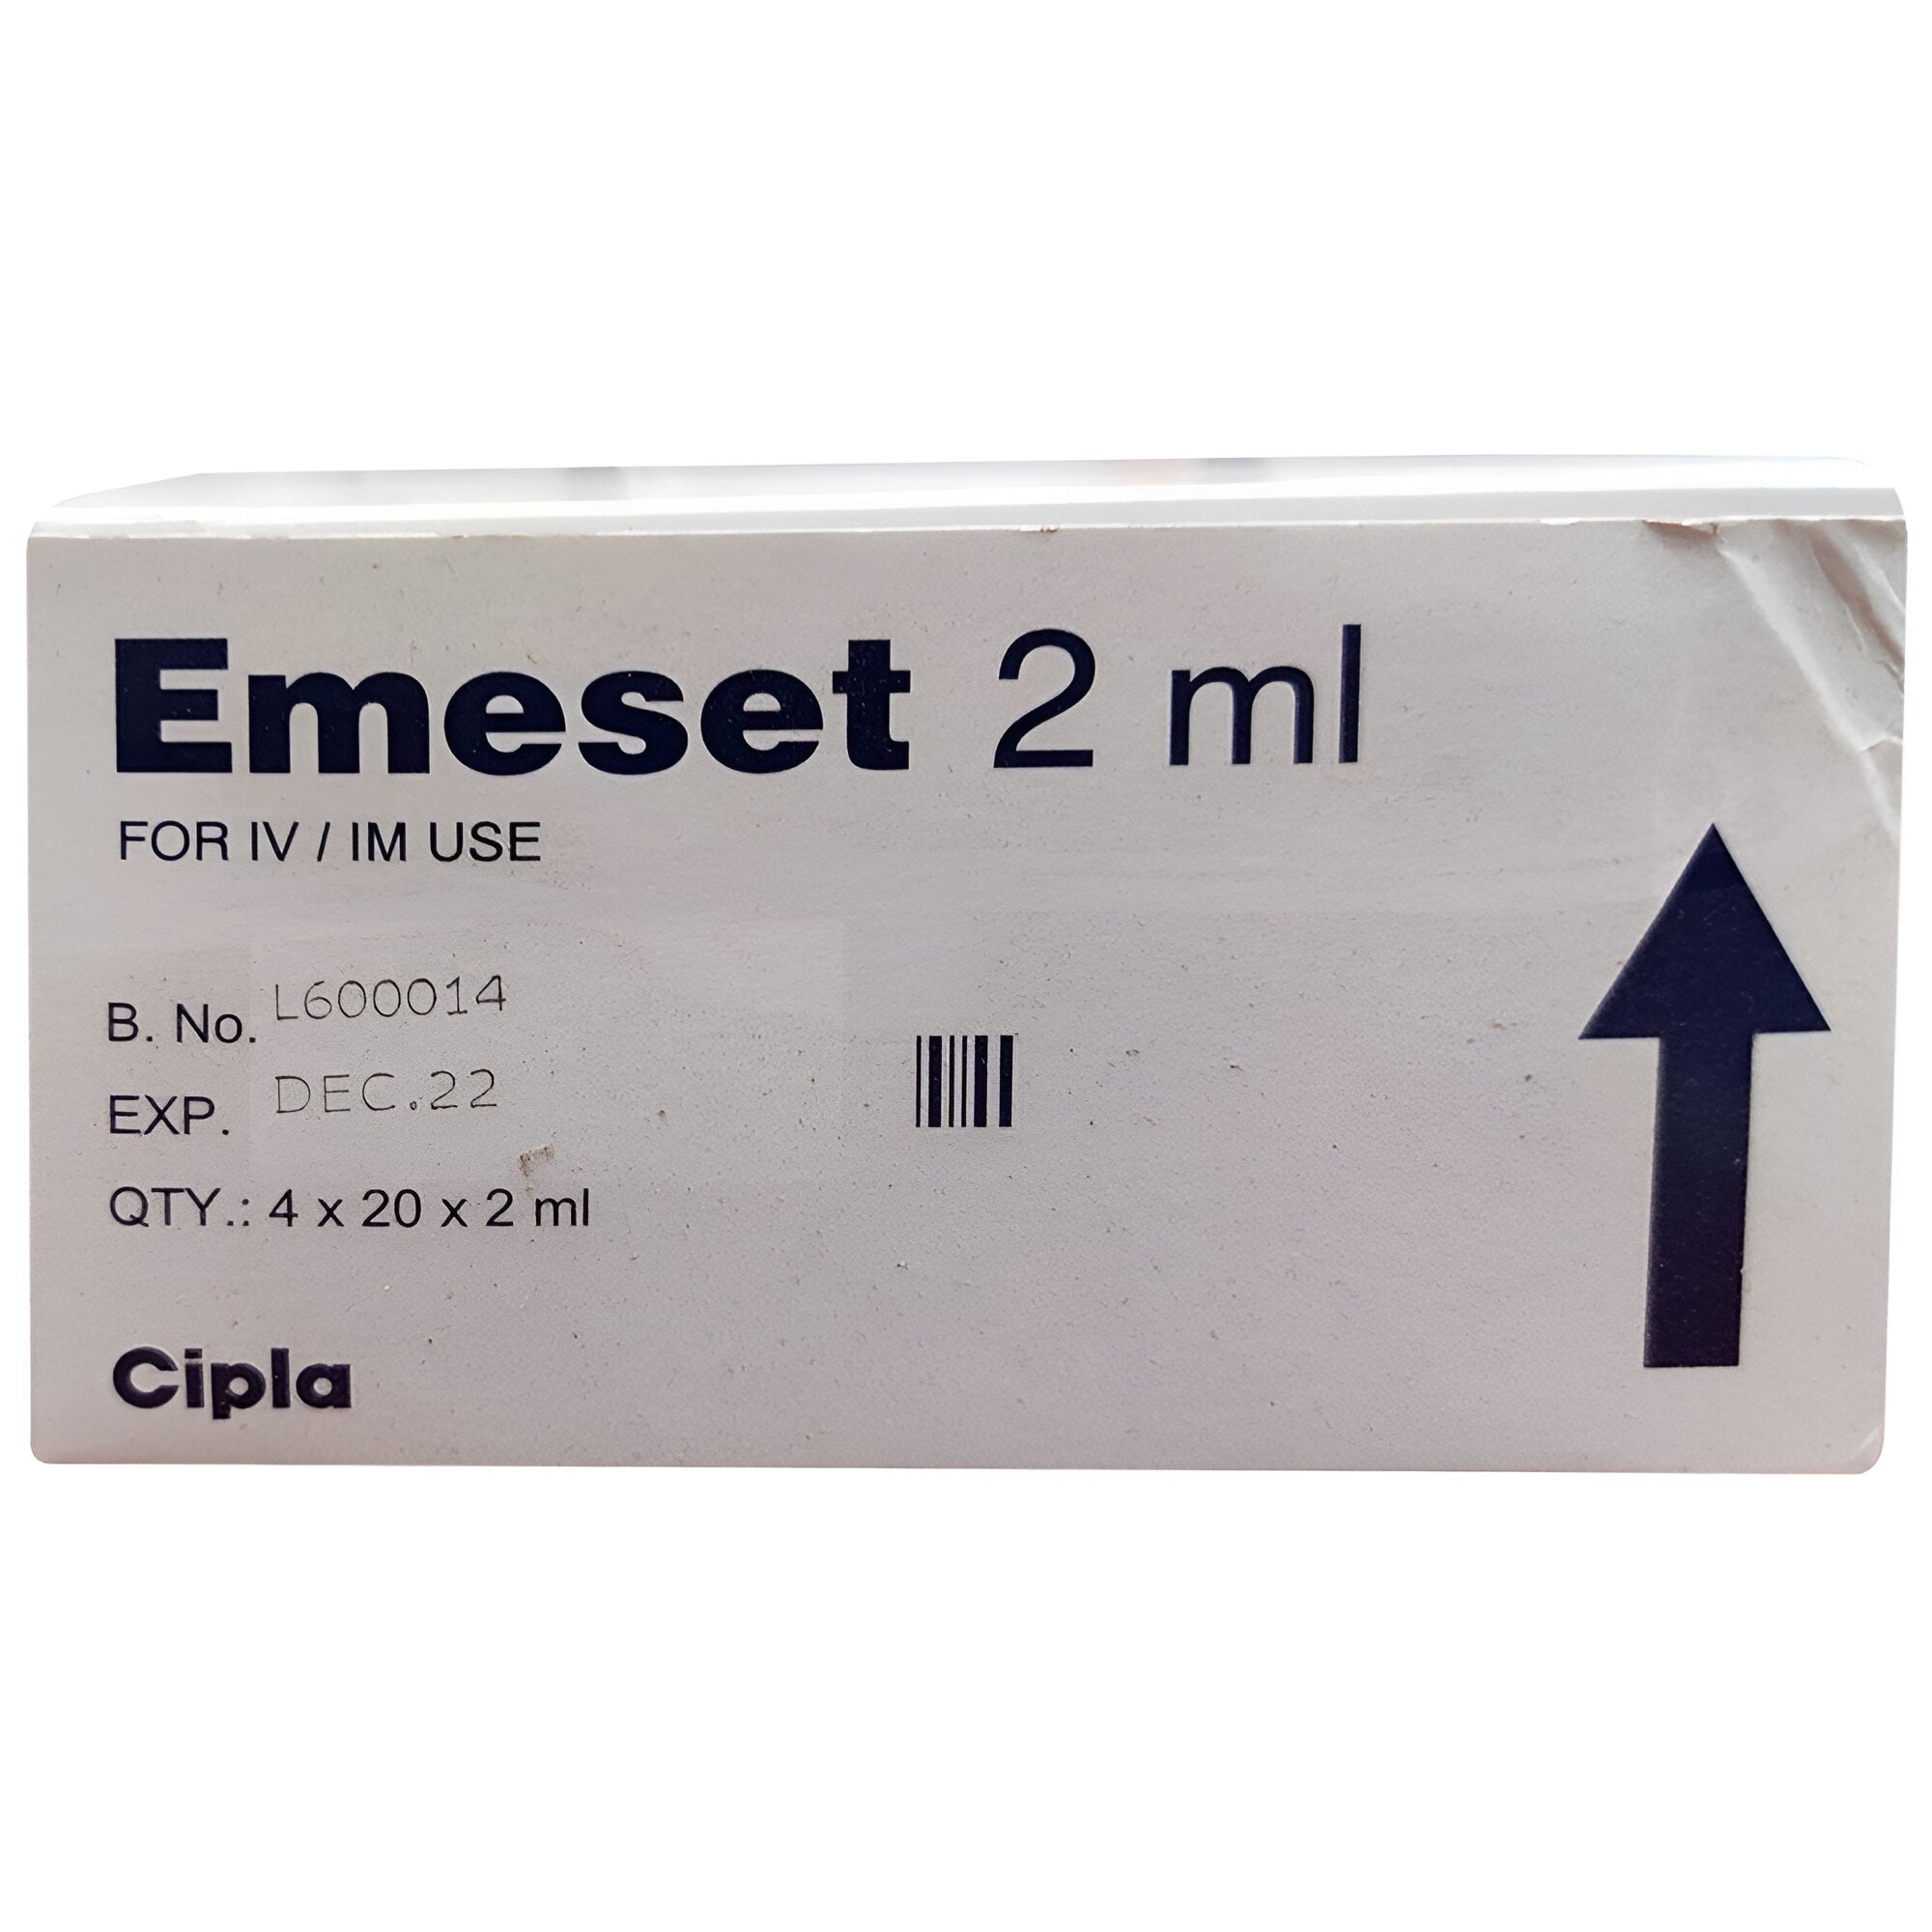 Emeset 2 ml
FOR IV / IM USE
B. No. L600014
EXP. DEC.22
QTY.: 4 x 20 x 2 ml
Cipla